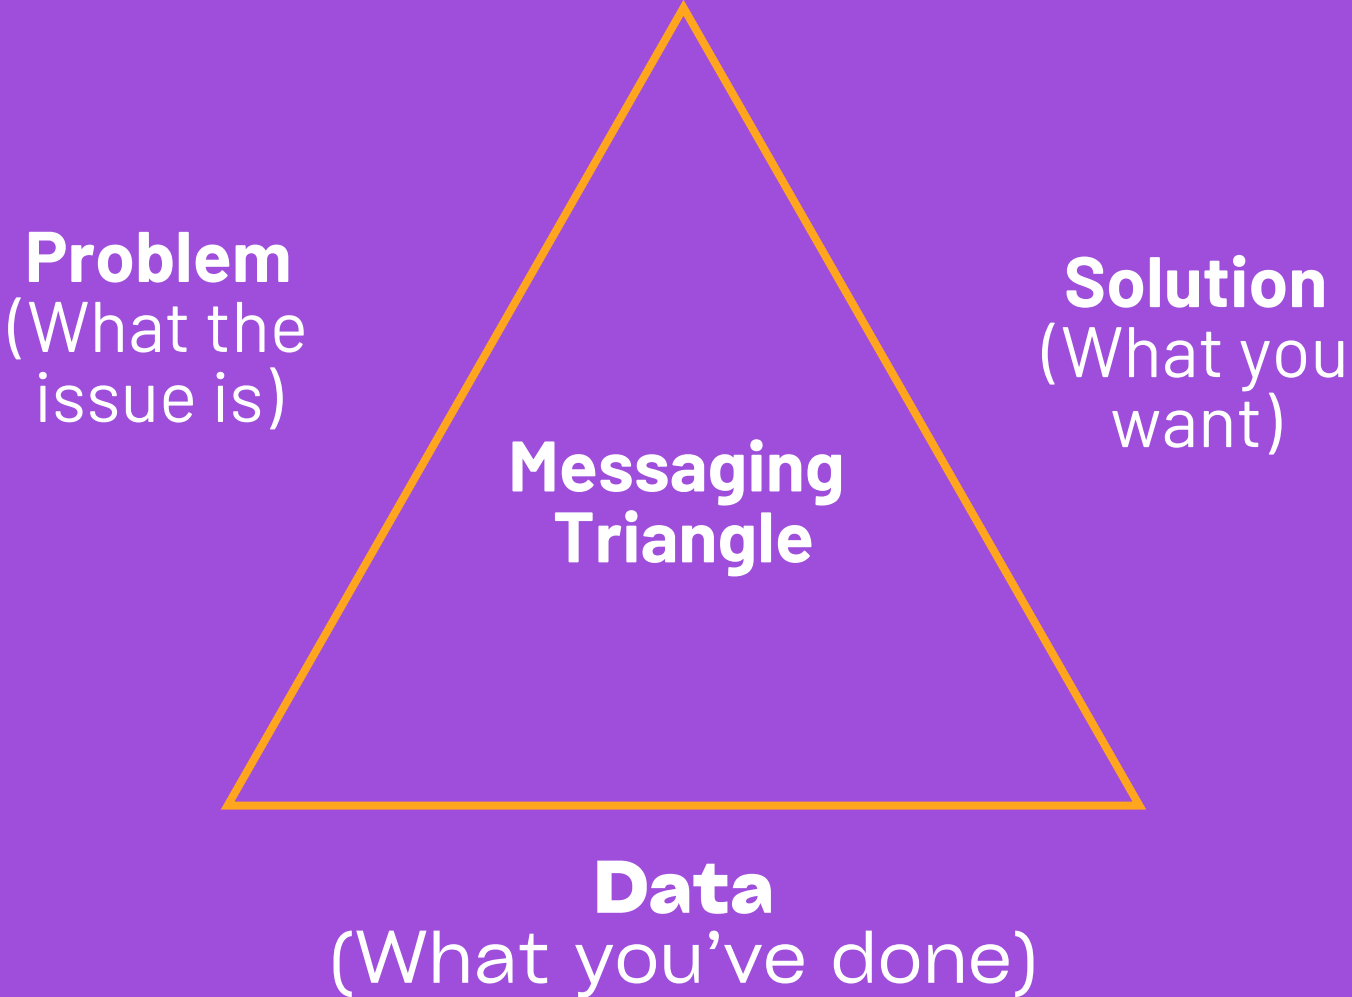 Problem
(What the
issue is)
Solution
(What you
want)
Messaging
Triangle
Data
(What you’ve done)